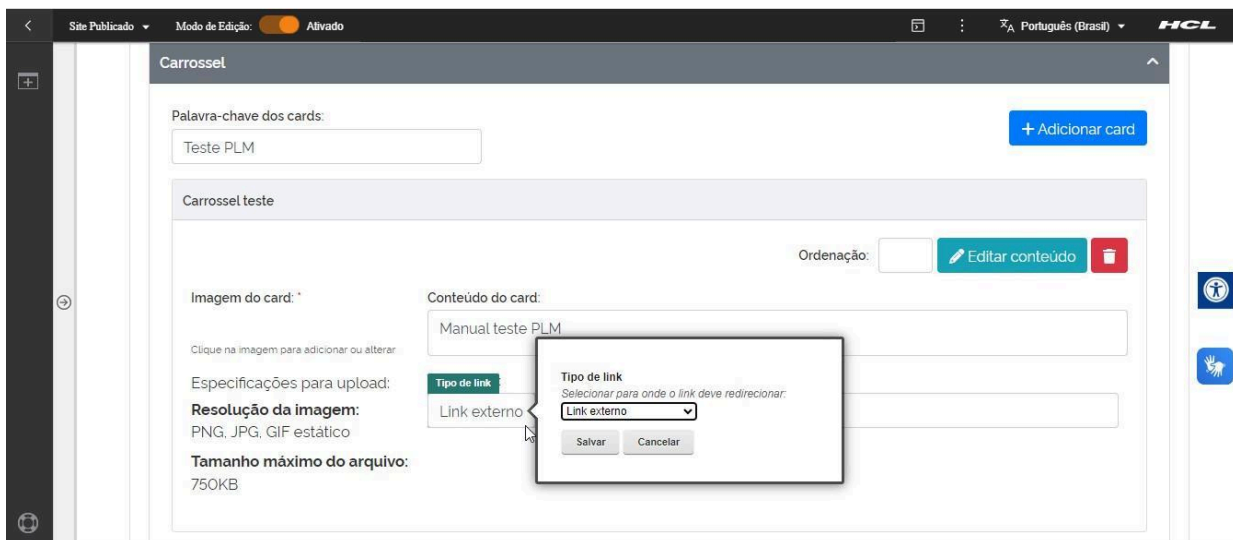 Site Publicado Modo de Edição: Ativado Português (Brasil) HCL
Carrossel
Palavra-chave dos cards:
+ Adicionar card
Teste PLM
Carrossel teste
Ordenação: Editar conteúdo
Imagem do card: * Conteúdo do card:
Manual teste PLM
Clique na imagem para adicionar ou alterar
Especificações para upload: Tipo de link
Resolução da imagem: Link externo
PNG, JPG, GIF estático
Tamanho máximo do arquivo:
750KB
Tipo de link
Selecionar para onde o link deve redirecionar:
Link externo
Salvar Cancelar